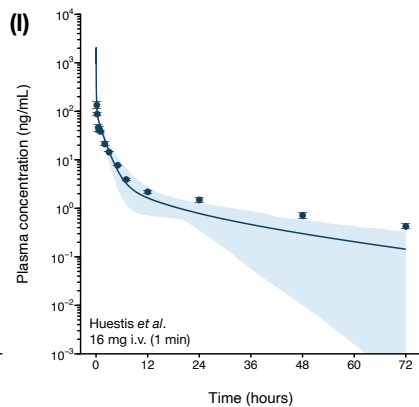 (l)
Plasma concentration (ng/mL)
10⁴
10³
10²
10¹
10⁰
10⁻¹
10⁻²
10⁻³
Huestis et al.
16 mg i.v. (1 min)
0 12 24 36 48 60 72
Time (hours)